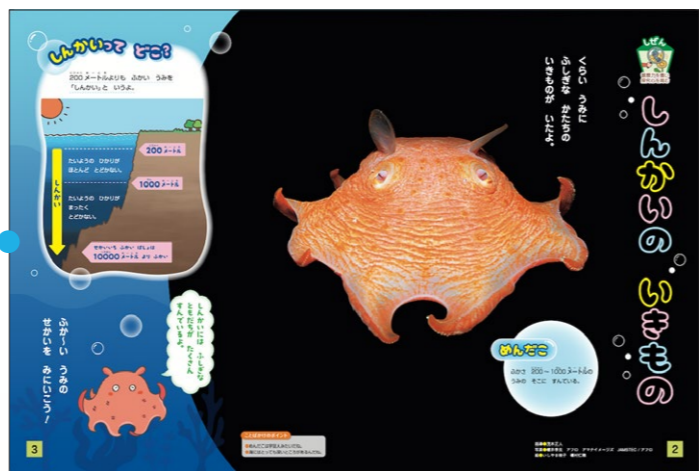 しぜん
しんかいの いきもの
くらい うみに
ふしぎな かたちの
いきものが いたよ。
めんだこ
ふかさ 200～1000メートルの
うみの そこに すんでいる。
2
しんかいって どこ?
200メートルよりも ふかい うみを
「しんかい」と いうよ。
200メートル
たいようの ひかりが
ほとんど とどかない。
1000メートル
しんかい
たいようの ひかりが
まったく
とどかない。
せかいいち ふかい ばしょは
10000メートル より ふかい
しんかいには ふしぎな
ともだちが たくさん
すんでいるよ。
ふか～い うみの
せかいを みにいこう!
3